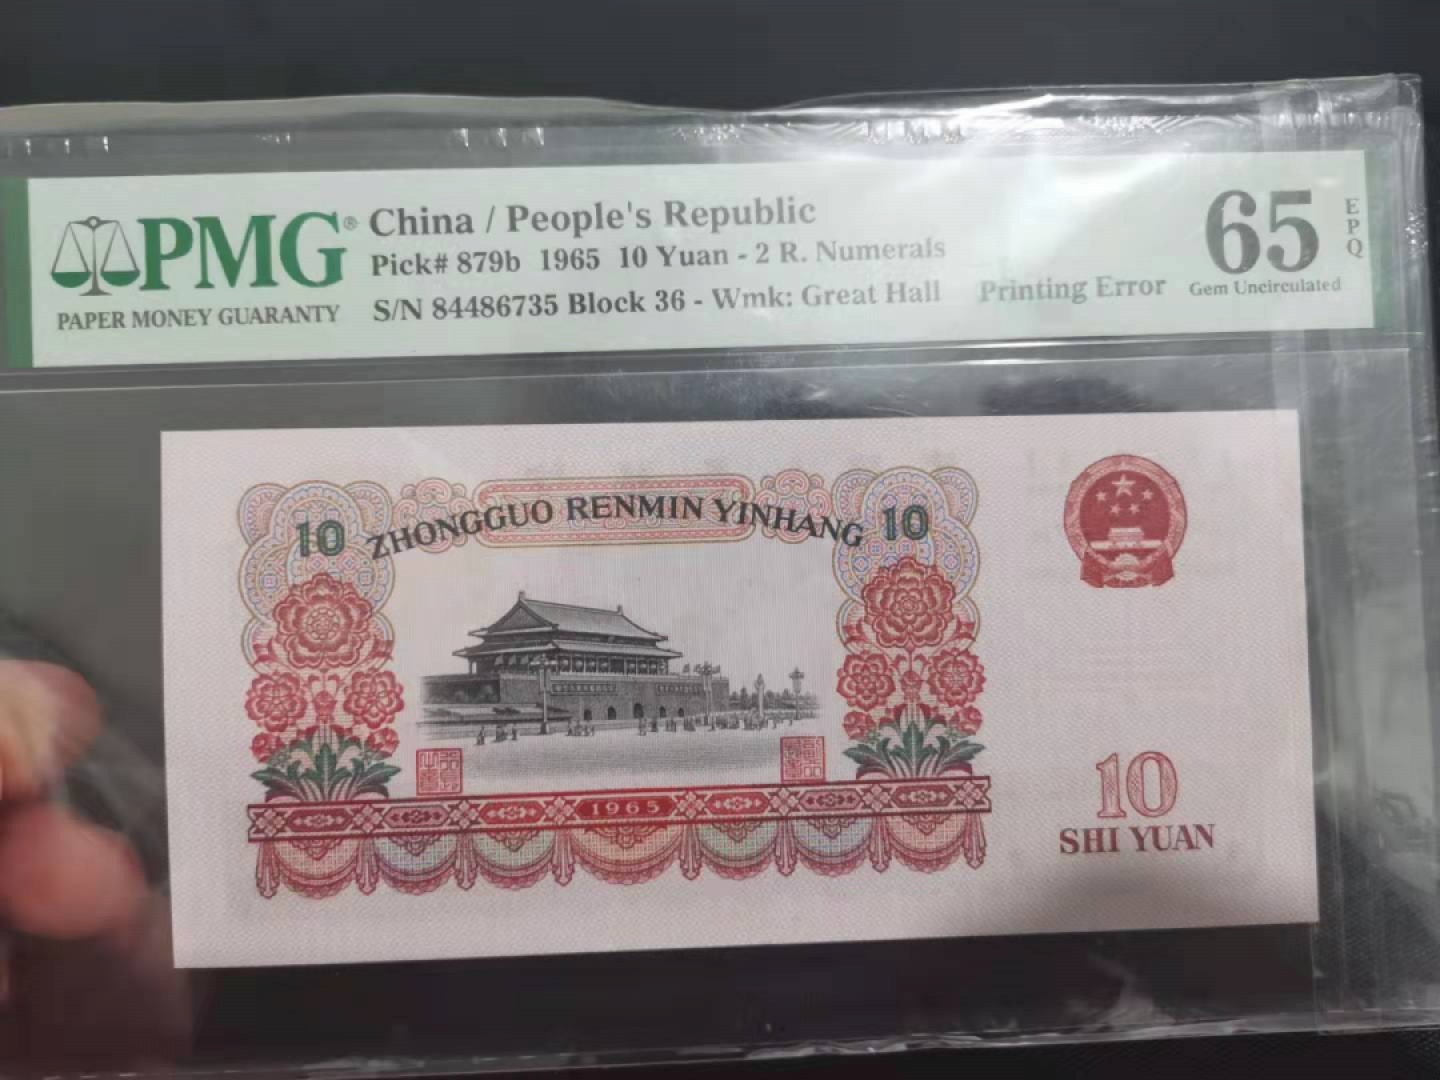 PMG®
PAPER MONEY GUARANTY
China / People's Republic
Pick# 879b 1965 10 Yuan - 2 R. Numerals
S/N 84486735 Block 36 - Wmk: Great Hall
Printing Error
65
EPQ
Gem Uncirculated
10 ZHONGGUO RENMIN YINHANG 10
1965
10
SHI YUAN